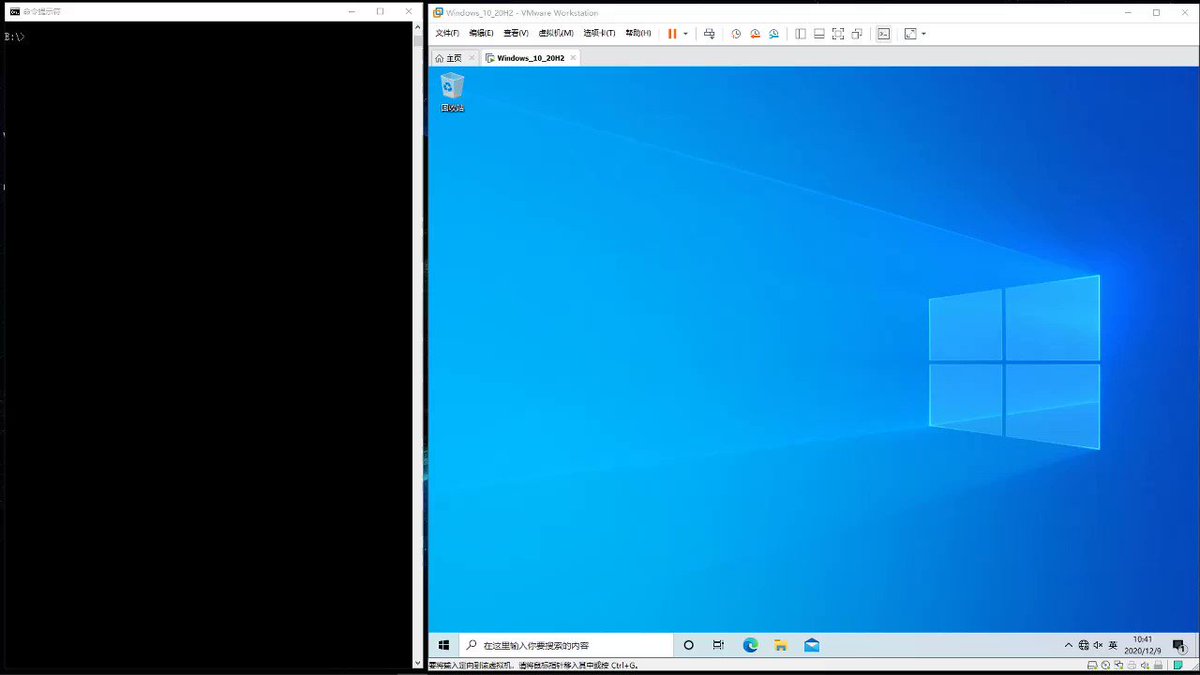 命令提示符
E:\>
Windows_10_20H2 - VMware Workstation
文件(F) 编辑(E) 查看(V) 虚拟机(M) 选项卡(T) 帮助(H)
主页
Windows_10_20H2
回收站
在这里输入你要搜索的内容
英
10:41
2020/12/9
1
要将输入定向到该虚拟机，请将鼠标指针移入其中或按 Ctrl+G。